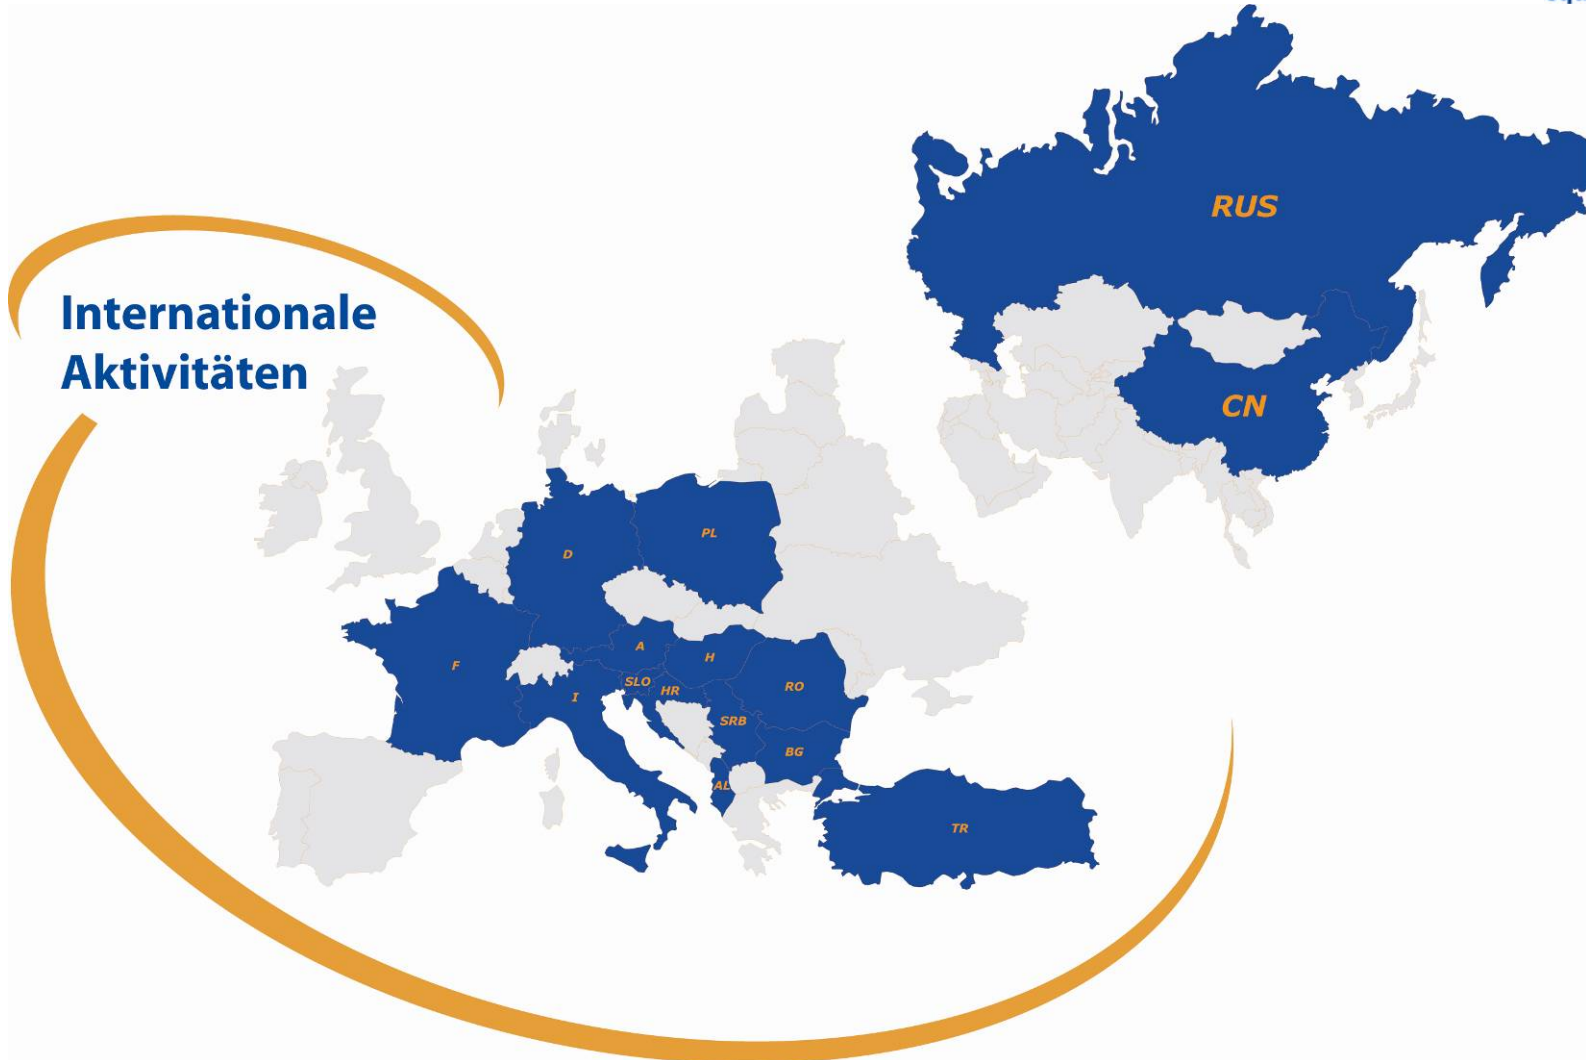 Internationale
Aktivitäten
RUS
CN
PL
D
A
H
F
SLO
HR
I
RO
SRB
BG
AL
TR